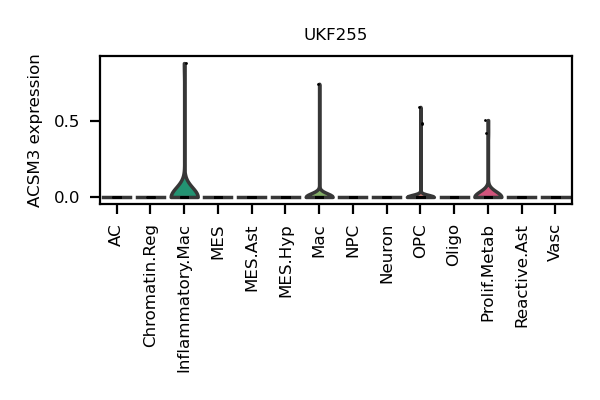 UKF255
ACSM3 expression
0.5
0.0
AC
Chromatin.Reg
Inflammatory.Mac
MES
MES.Ast
MES.Hyp
Mac
NPC
Neuron
OPC
Oligo
Prolif.Metab
Reactive.Ast
Vasc